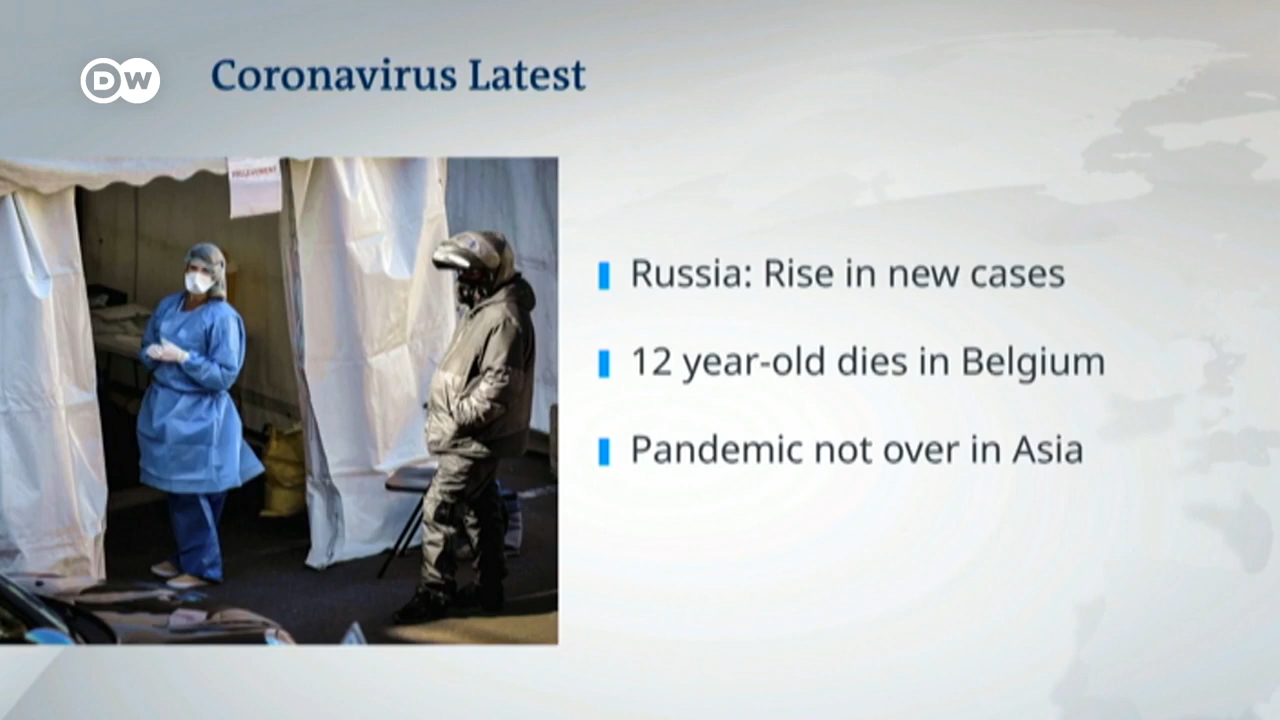 DW
Coronavirus Latest
PRELEVEMENT
Russia: Rise in new cases
12 year-old dies in Belgium
Pandemic not over in Asia